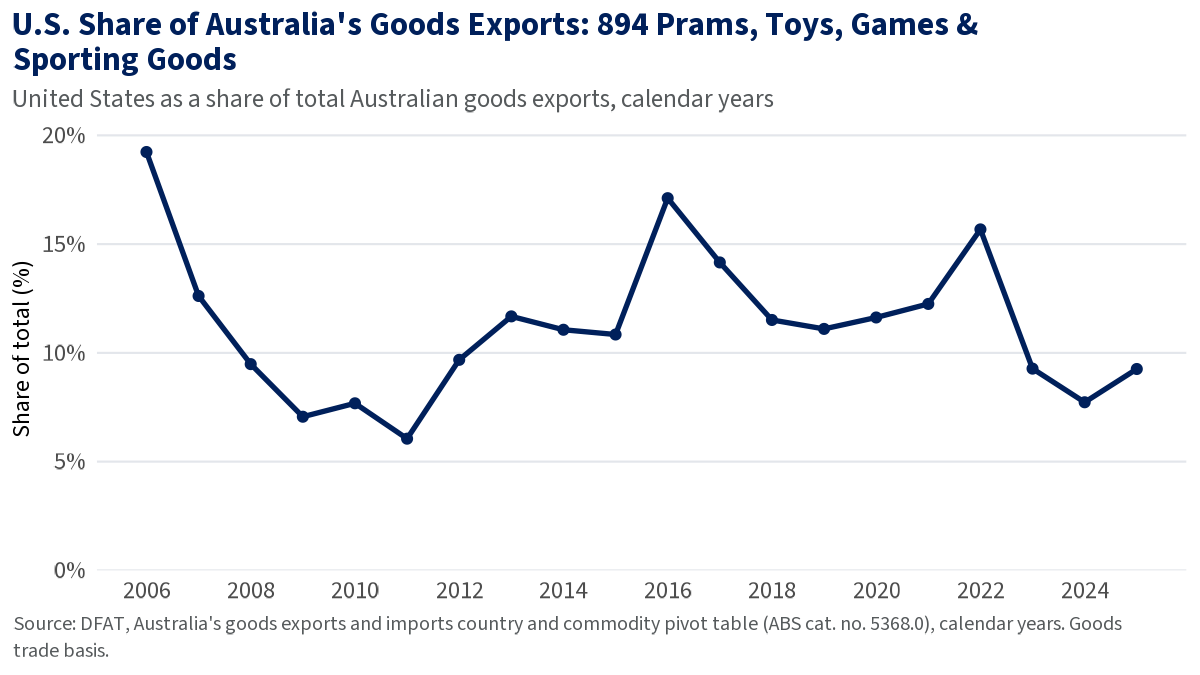 U.S. Share of Australia's Goods Exports: 894 Prams, Toys, Games &
Sporting Goods
United States as a share of total Australian goods exports, calendar years
Share of total (%)
20%
15%
10%
5%
0%
2006 2008 2010 2012 2014 2016 2018 2020 2022 2024
Source: DFAT, Australia's goods exports and imports country and commodity pivot table (ABS cat. no. 5368.0), calendar years. Goods
trade basis.